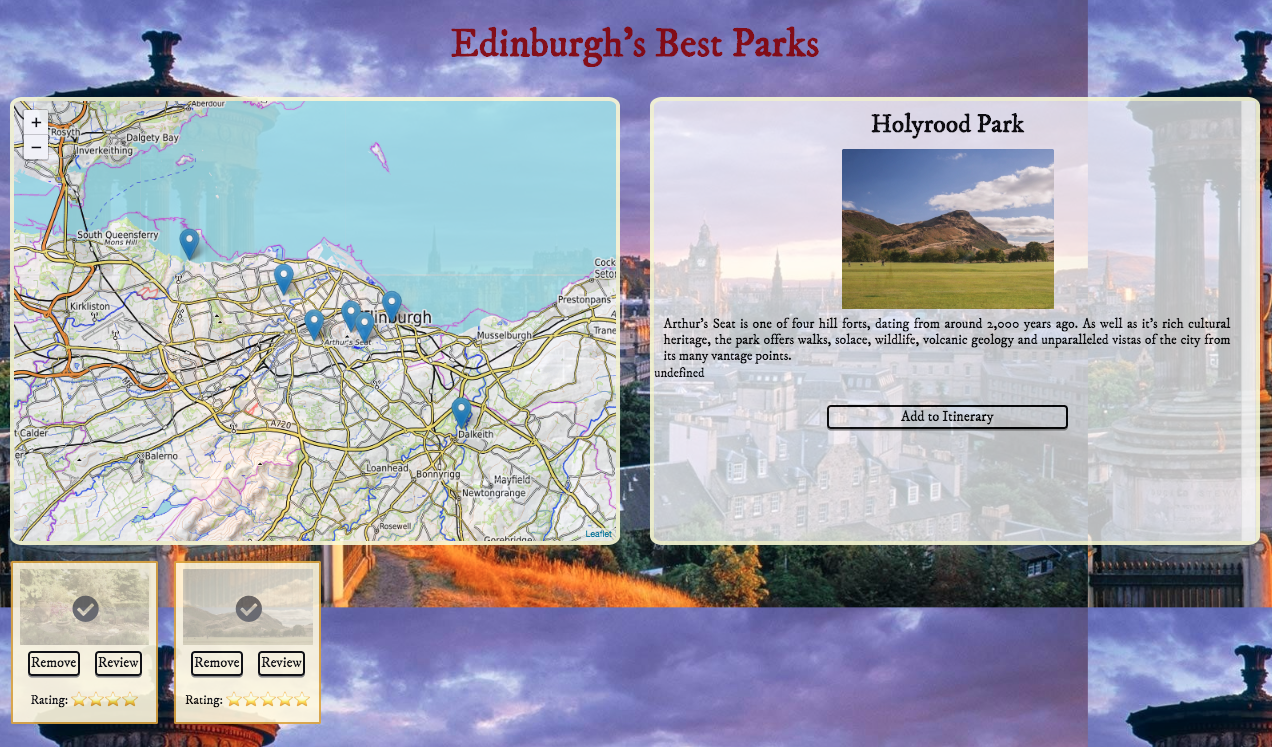 Edinburgh's Best Parks
+
−
Aberdour
Rosyth
Dalgety Bay
Inverkeithing
South Queensferry
Mons Hill
Kirkliston
Edinburgh
Arthur's Seat
Musselburgh
Cock
Seton
Prestonpans
Trane
A720
Dalkeith
t Calder
Balerno
Loanhead
Bonnyrigg
Mayfield
Newtongrange
Rosewell
Gorebridge
Leaflet
Holyrood Park
Arthur's Seat is one of four hill forts, dating from around 2,000 years ago. As well as it's rich cultural
heritage, the park offers walks, solace, wildlife, volcanic geology and unparalleled vistas of the city from
its many vantage points.
undefined
Add to Itinerary
Remove Review
Rating: ⭐⭐⭐⭐
Remove Review
Rating: ⭐⭐⭐⭐⭐